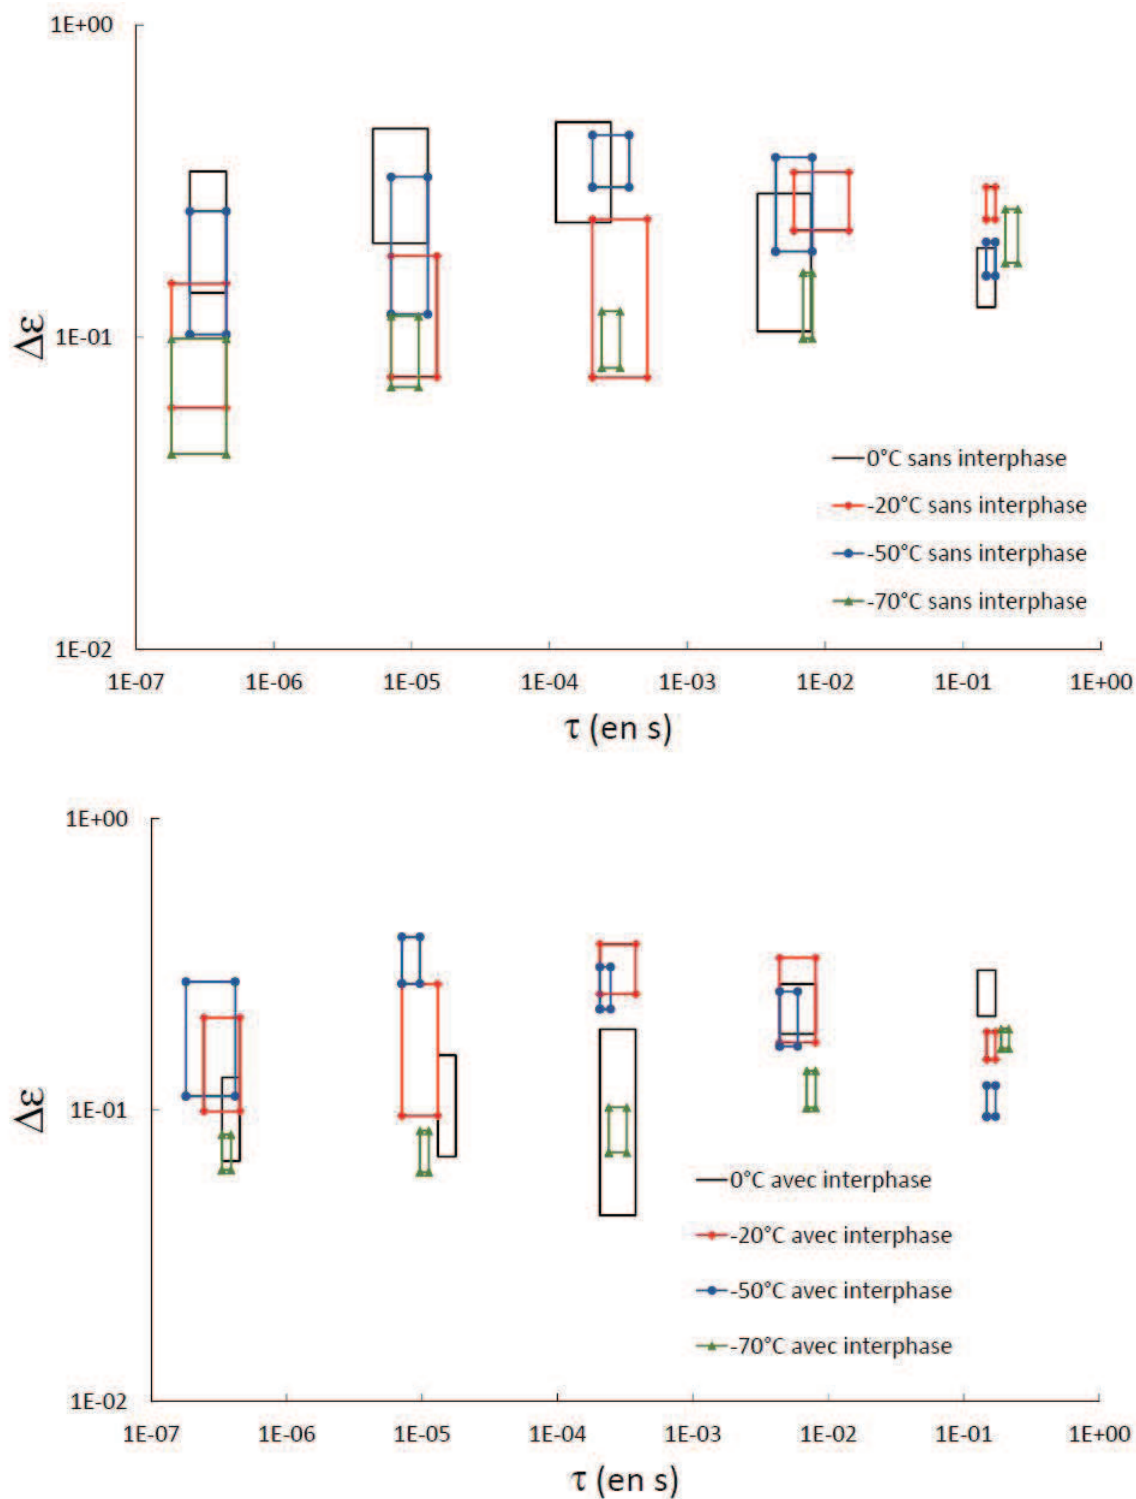 1E+00
1E-01
Δε
0°C sans interphase
-20°C sans interphase
-50°C sans interphase
-70°C sans interphase
1E-02
1E-07 1E-06 1E-05 1E-04 1E-03 1E-02 1E-01 1E+00
τ (en s)
1E+00
1E-01
Δε
0°C avec interphase
-20°C avec interphase
-50°C avec interphase
-70°C avec interphase
1E-02
1E-07 1E-06 1E-05 1E-04 1E-03 1E-02 1E-01 1E+00
τ (en s)